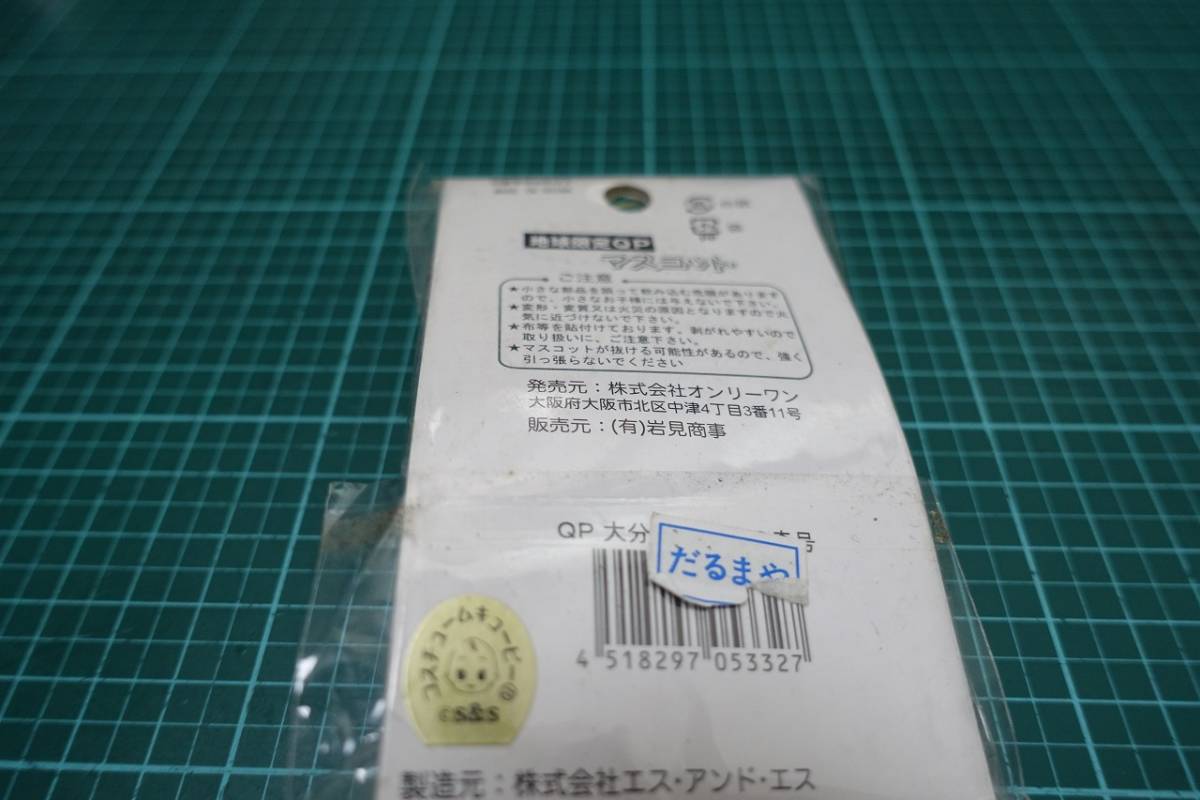 地域限定QP
マスコット
ご注意
★小さな部品を誤って飲み込む危険があります
ので、小さなお子様には与えないで下さい。
★変形・変質又は火災の原因となりますので火
気に近づけないで下さい。
★布等を貼付けております。剥がれやすいので
取り扱いに、ご注意下さい。
★マスコットが抜ける可能性があるので、強く
引っ張らないでください
発売元：株式会社オンリーワン
大阪府大阪市北区中津4丁目3番11号
販売元：(有)岩見商事
QP 大分
号
だるまや
4 518297 053327
コスチュームキューピー®
©S&S
製造元：株式会社エス・アンド・エス